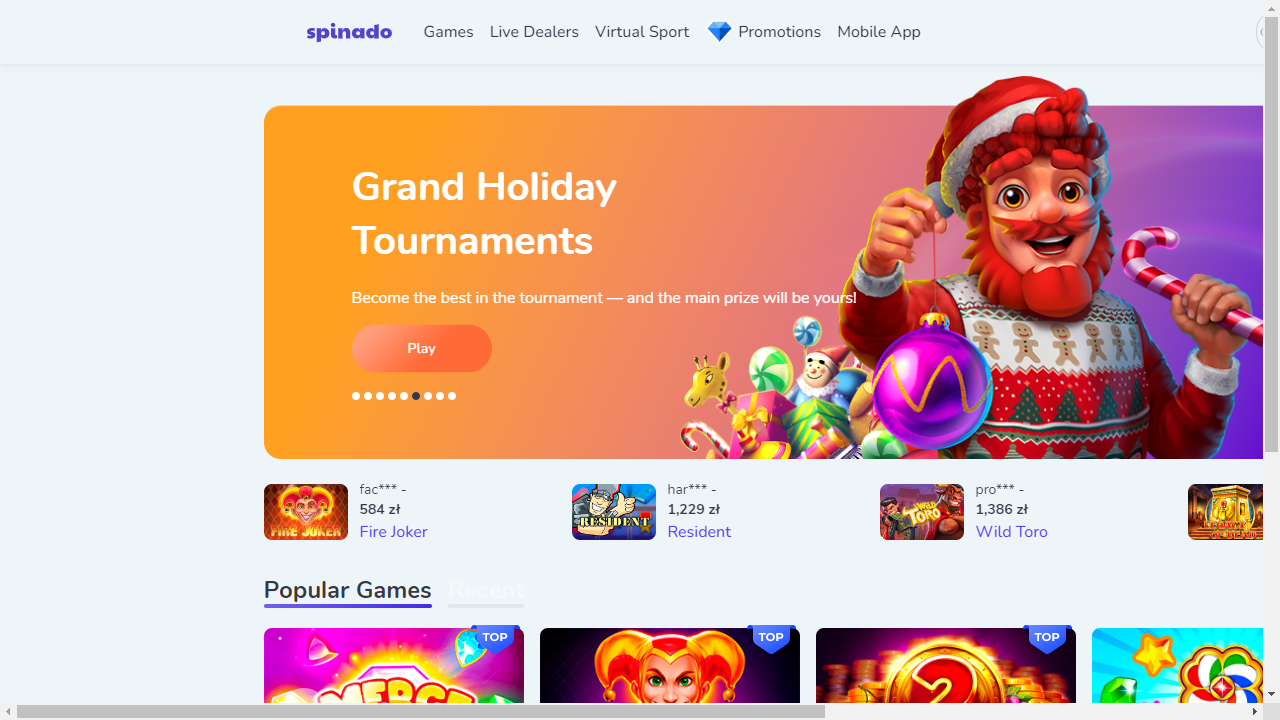 spinado
Games
Live Dealers
Virtual Sport
Promotions
Mobile App
Grand Holiday
Tournaments
Become the best in the tournament — and the main prize will be yours!
Play
fac*** -
584 zł
Fire Joker
FIRE JOKER
har*** -
1,229 zł
Resident
RESIDENT
pro*** -
1,386 zł
Wild Toro
WILD TORO
Popular Games
Recent
TOP
TOP
TOP
MERGE
2